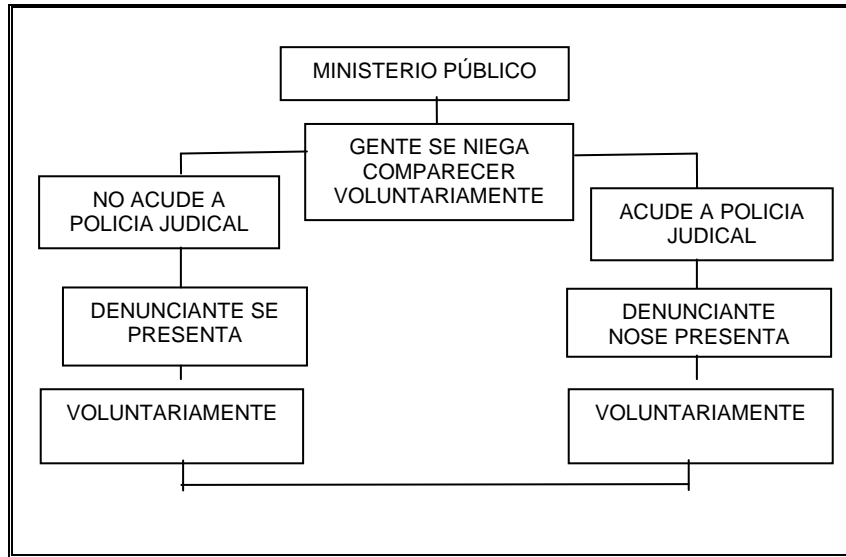 MINISTERIO PÚBLICO
GENTE SE NIEGA
COMPARECER
VOLUNTARIAMENTE
NO ACUDE A
POLICIA JUDICAL
ACUDE A POLICIA
JUDICAL
DENUNCIANTE SE
PRESENTA
DENUNCIANTE
NOSE PRESENTA
VOLUNTARIAMENTE
VOLUNTARIAMENTE